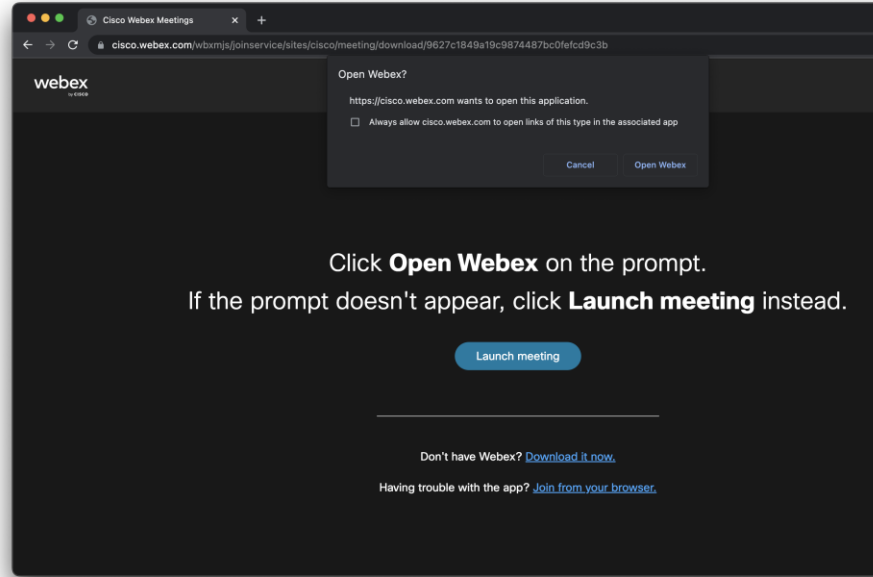 Cisco Webex Meetings
cisco.webex.com/wbxmjs/joinservice/sites/cisco/meeting/download/9627c1849a19c9874487bc0fefcd9c3b
Open Webex?
https://cisco.webex.com wants to open this application.
Always allow cisco.webex.com to open links of this type in the associated app
Cancel Open Webex
webex
by CISCO
Click Open Webex on the prompt.
If the prompt doesn't appear, click Launch meeting instead.
Launch meeting
Don't have Webex? Download it now.
Having trouble with the app? Join from your browser.